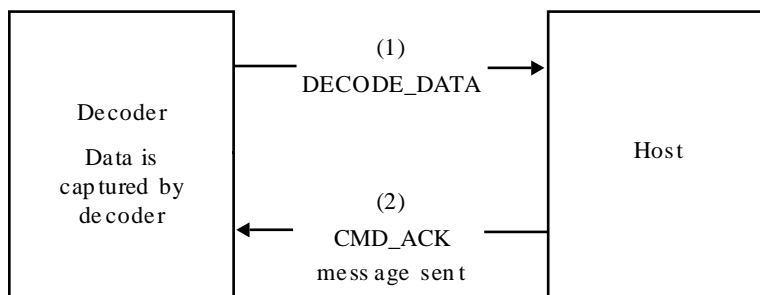 (1)
DECODE_DATA
Decoder
Data is
captured by
decoder
Host
(2)
CMD_ACK
message sent